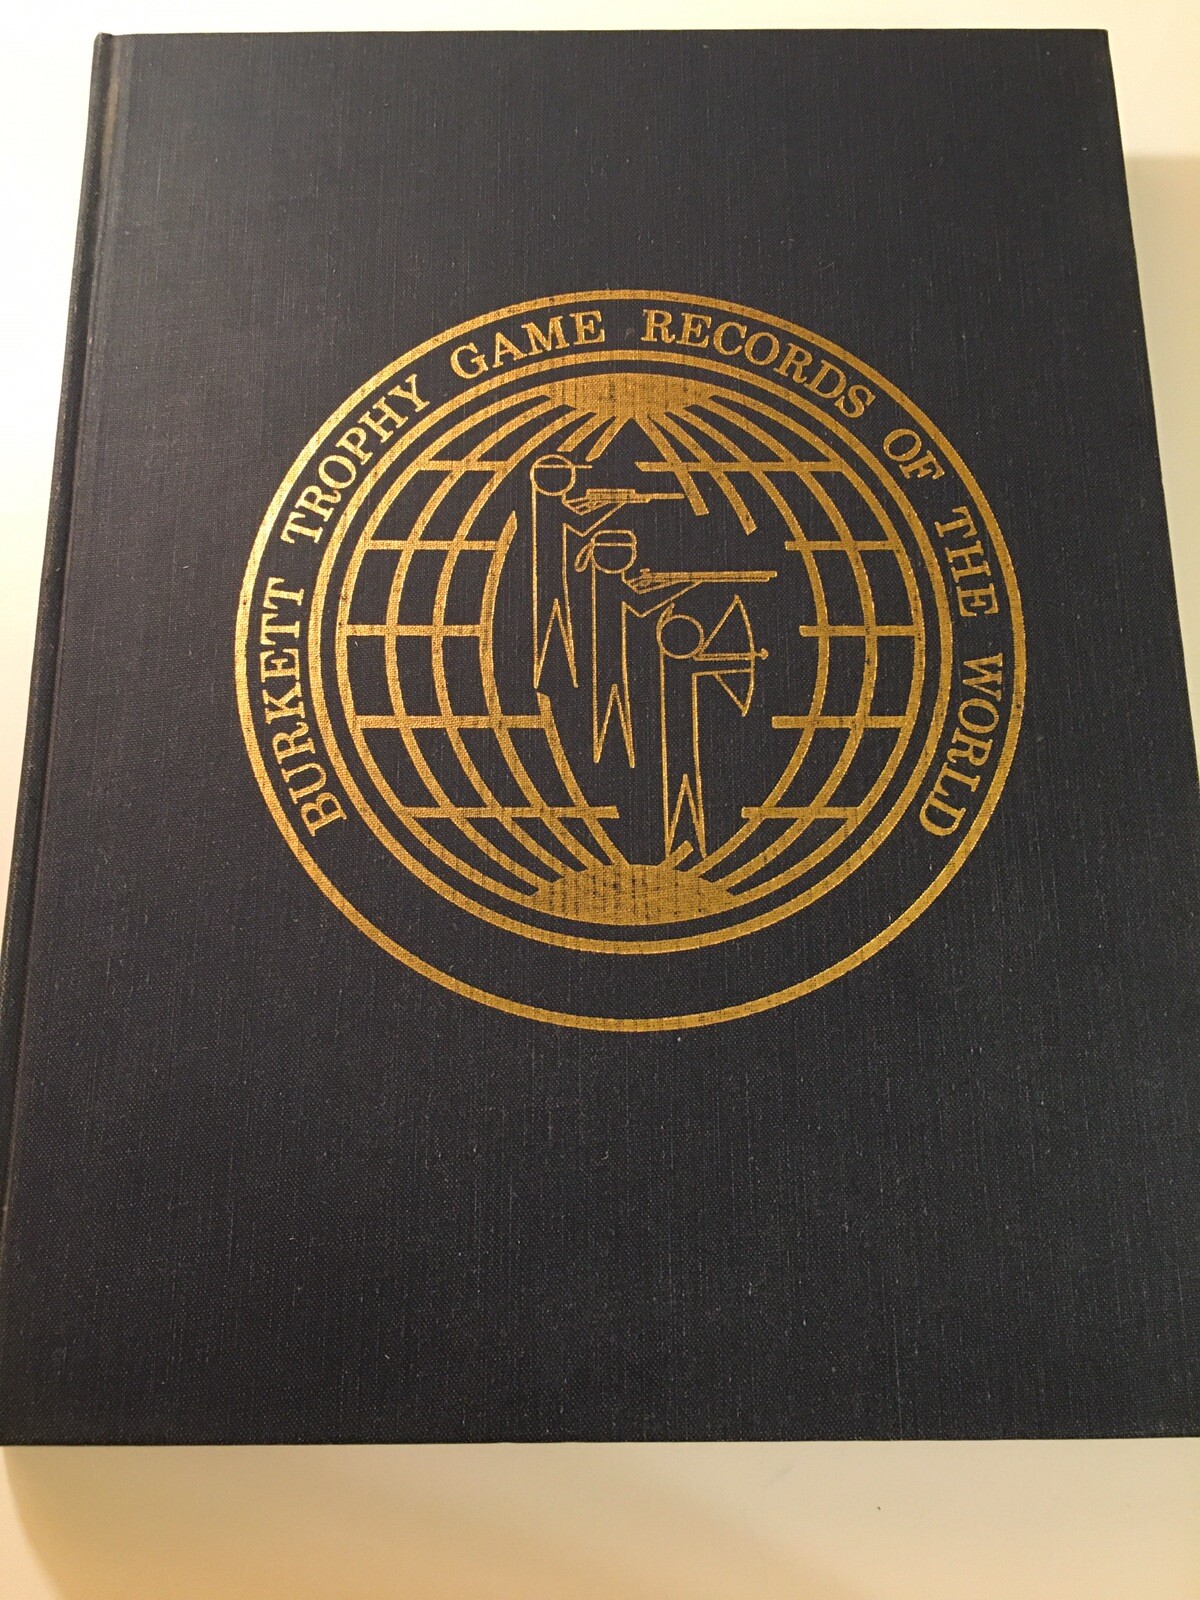 BURKETT TROPHY GAME RECORDS OF THE WORLD